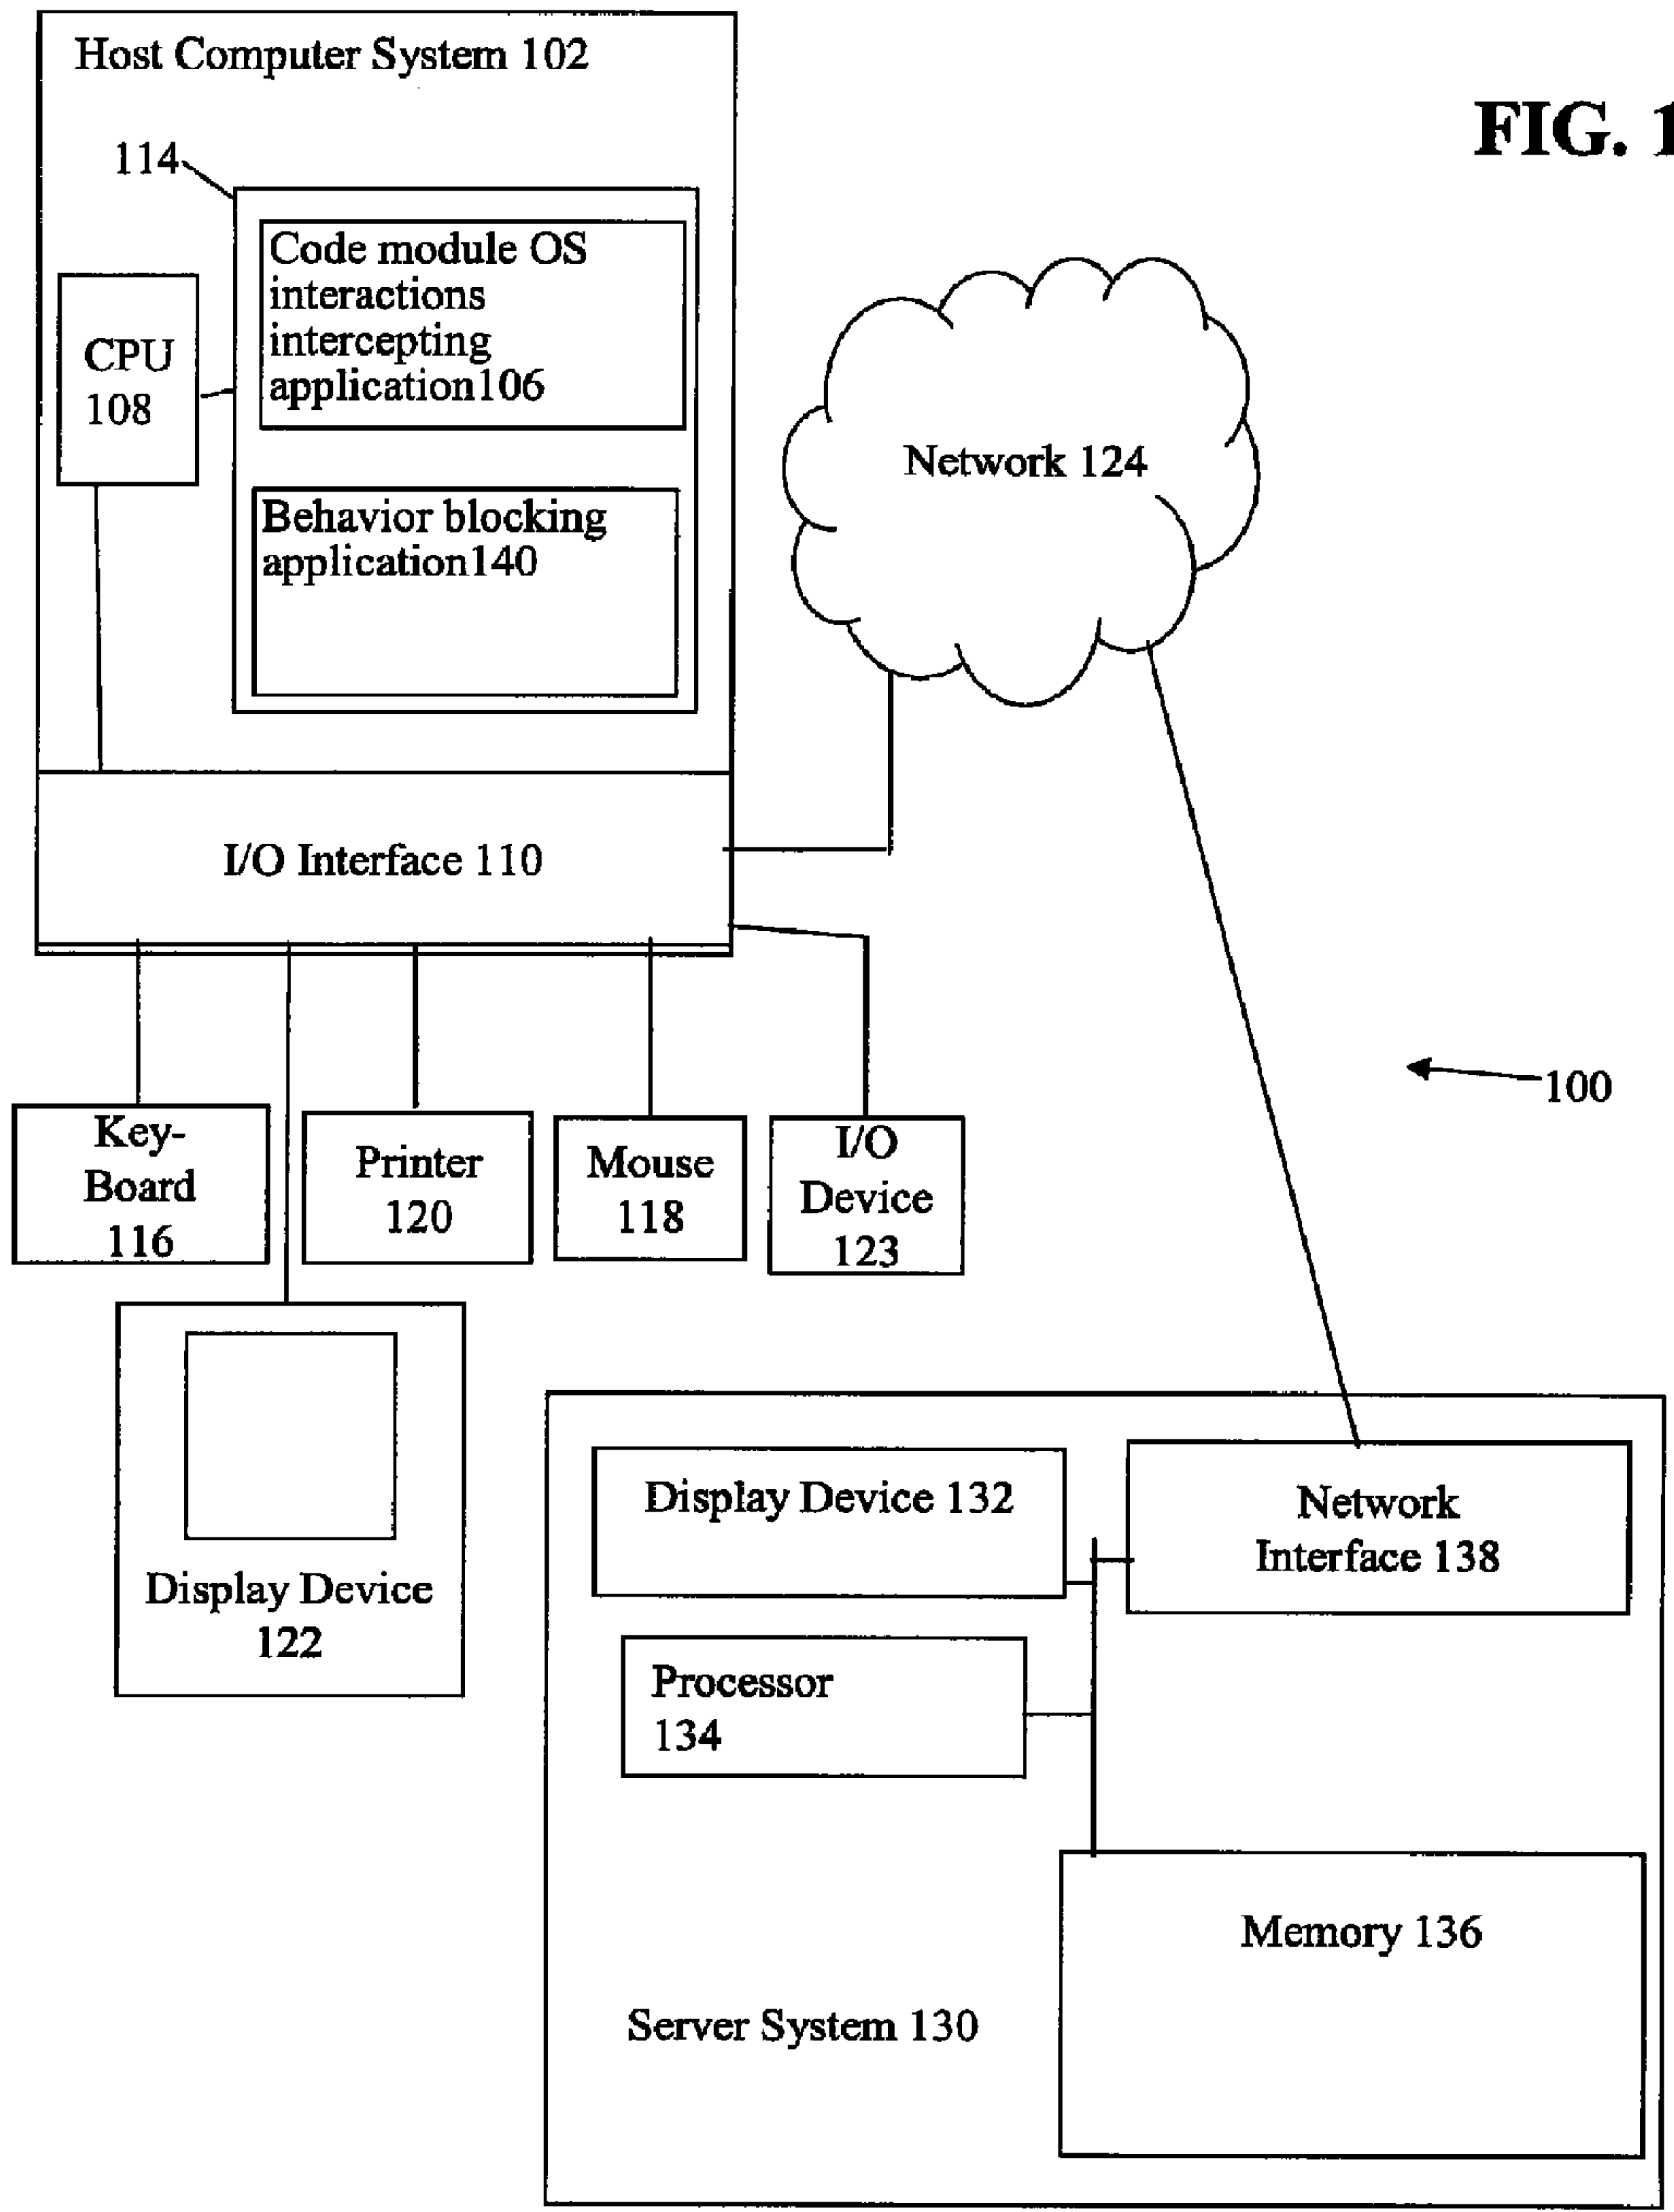 Host Computer System 102
FIG. 1
114
Code module OS
interactions
intercepting
application106
CPU
108
Behavior blocking
application140
Network 124
I/O Interface 110
100
Key-
Board
116
Printer
120
Mouse
118
I/O
Device
123
Display Device
122
Display Device 132
Network
Interface 138
Processor
134
Memory 136
Server System 130